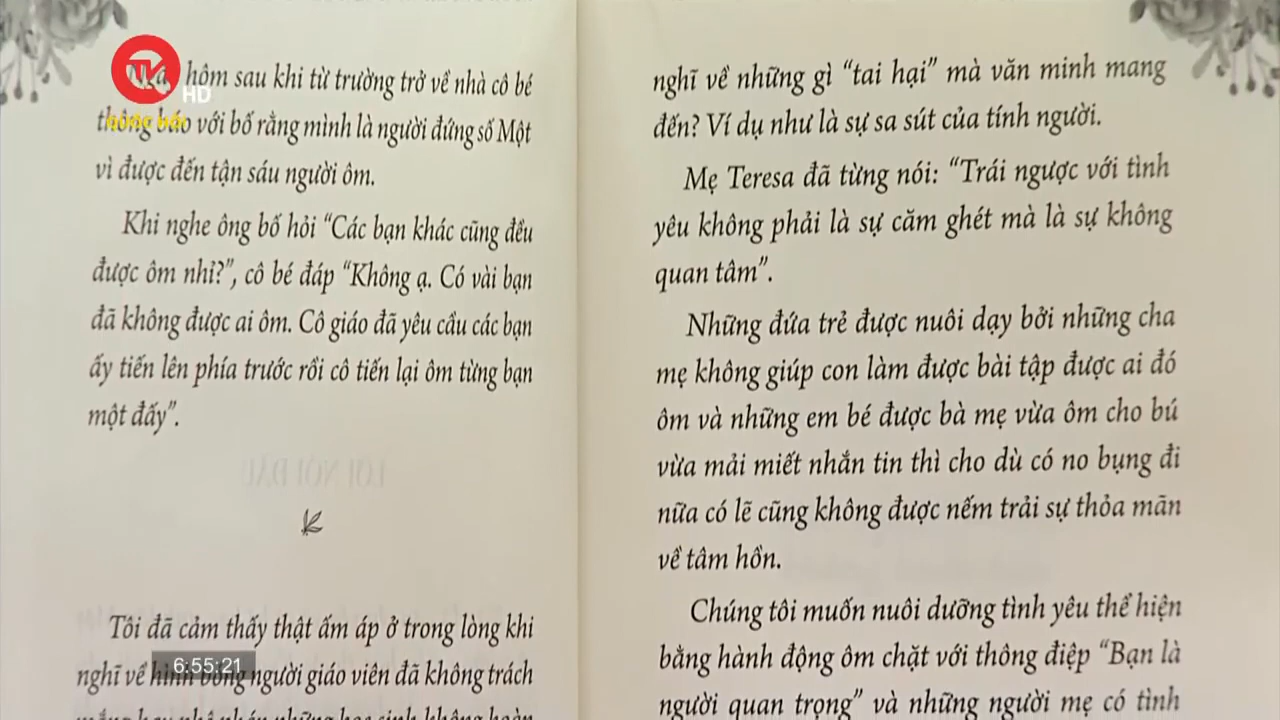 hôm sau khi từ trường trở về nhà cô bé
thông báo với bố rằng mình là người đứng số Một
vì được đến tận sáu người ôm.
Khi nghe ông bố hỏi “Các bạn khác cũng đều
được ôm nhỉ?”, cô bé đáp “Không ạ. Có vài bạn
đã không được ai ôm. Cô giáo đã yêu cầu các bạn
ấy tiến lên phía trước rồi cô tiến lại ôm từng bạn
một đấy”.
Tôi đã cảm thấy thật ấm áp ở trong lòng khi
nghĩ về hình bóng người giáo viên đã không trách
nghĩ về những gì “tai hại” mà văn minh mang
đến? Ví dụ như là sự sa sút của tính người.
Mẹ Teresa đã từng nói: “Trái ngược với tình
yêu không phải là sự căm ghét mà là sự không
quan tâm”.
Những đứa trẻ được nuôi dạy bởi những cha
mẹ không giúp con làm được bài tập được ai đó
ôm và những em bé được bà mẹ vừa ôm cho bú
vừa mải miết nhắn tin thì cho dù có no bụng đi
nữa có lẽ cũng không được nếm trải sự thỏa mãn
về tâm hồn.
Chúng tôi muốn nuôi dưỡng tình yêu thể hiện
bằng hành động ôm chặt với thông điệp “Bạn là
người quan trọng” và những người mẹ có tình
TV
HD
6:55:21